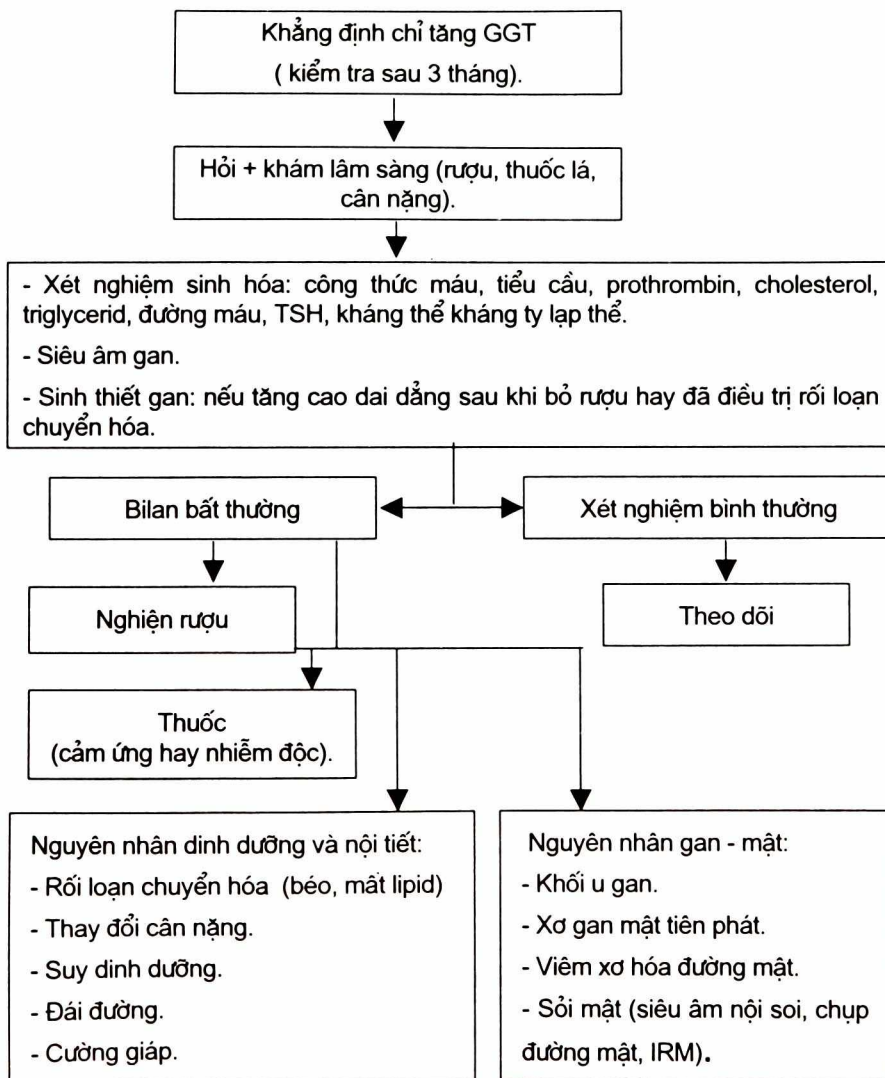 Khẳng định chỉ tăng GGT
( kiểm tra sau 3 tháng).
Hỏi + khám lâm sàng (rượu, thuốc lá,
cân nặng).
- Xét nghiệm sinh hóa: công thức máu, tiểu cầu, prothrombin, cholesterol,
triglycerid, đường máu, TSH, kháng thể kháng ty lạp thể.
- Siêu âm gan.
- Sinh thiết gan: nếu tăng cao dai dẳng sau khi bỏ rượu hay đã điều trị rối loạn
chuyển hóa.
Bilan bất thường
Xét nghiệm bình thường
Nghiện rượu
Theo dõi
Thuốc
(cảm ứng hay nhiễm độc).
Nguyên nhân dinh dưỡng và nội tiết:
- Rối loạn chuyển hóa (béo, mất lipid)
- Thay đổi cân nặng.
- Suy dinh dưỡng.
- Đái đường.
- Cường giáp.
Nguyên nhân gan - mật:
- Khối u gan.
- Xơ gan mật tiên phát.
- Viêm xơ hóa đường mật.
- Sỏi mật (siêu âm nội soi, chụp
đường mật, IRM).